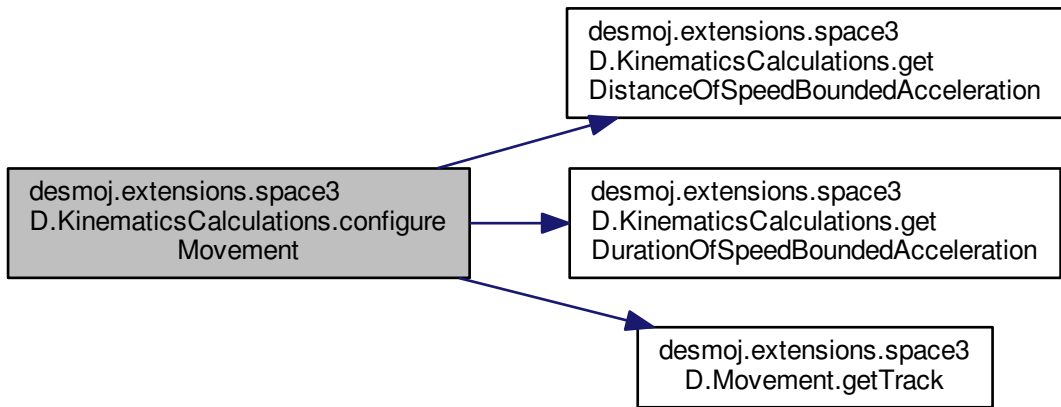 desmoj.extensions.space3
D.KinematicsCalculations.configure
Movement
desmoj.extensions.space3
D.KinematicsCalculations.get
DistanceOfSpeedBoundedAcceleration
desmoj.extensions.space3
D.KinematicsCalculations.get
DurationOfSpeedBoundedAcceleration
desmoj.extensions.space3
D.Movement.getTrack